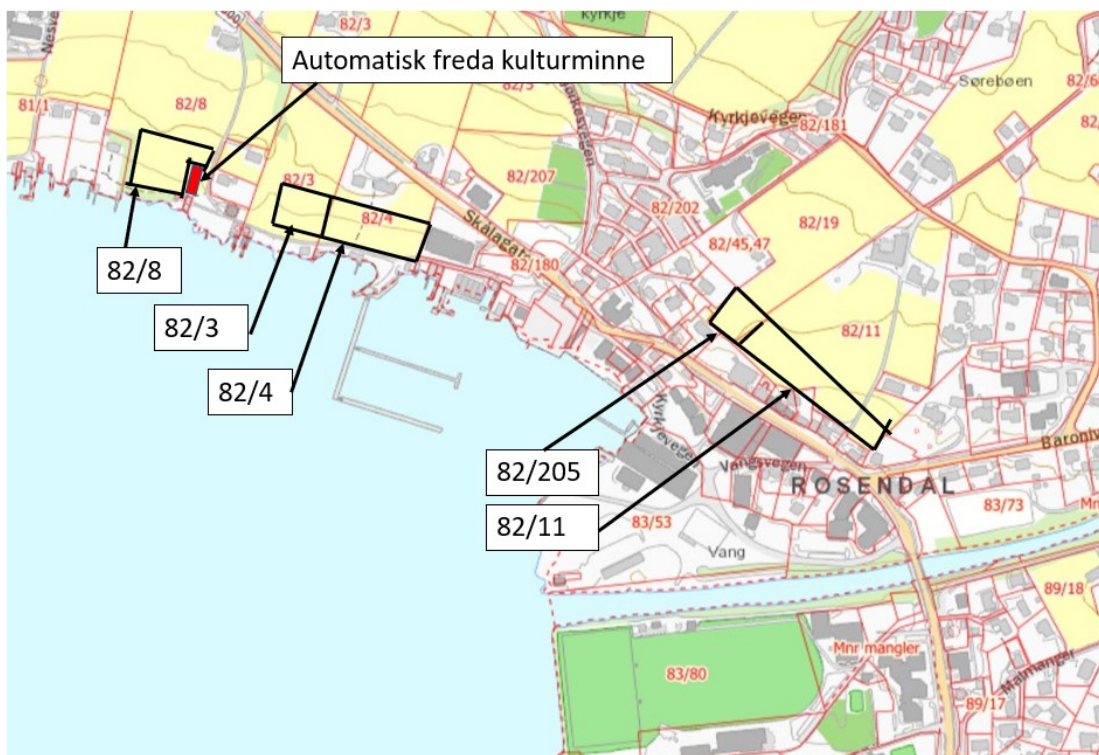 kyrkje
82/3
Automatisk freda kulturminne
82/8
81/1
Kyrkjevegen
82/181
Sørebøen
82/3
82/4
82/207
82/202
82/19
82/45,47
Skålagata
82/180
82/11
82/8
82/3
82/4
Kyrkjevegen
Vangsvegen
82/205
82/11
ROSENDAL
83/53
83/73
Vang
89/18
Mnr mangler
83/80
Malmanger
89/17